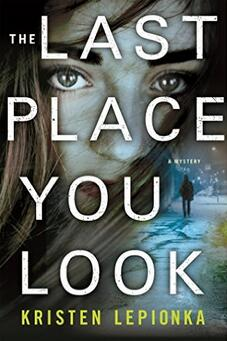 THE LAST
PLACE
A MYSTERY
YOU
LOOK
KRISTEN LEPIONKA